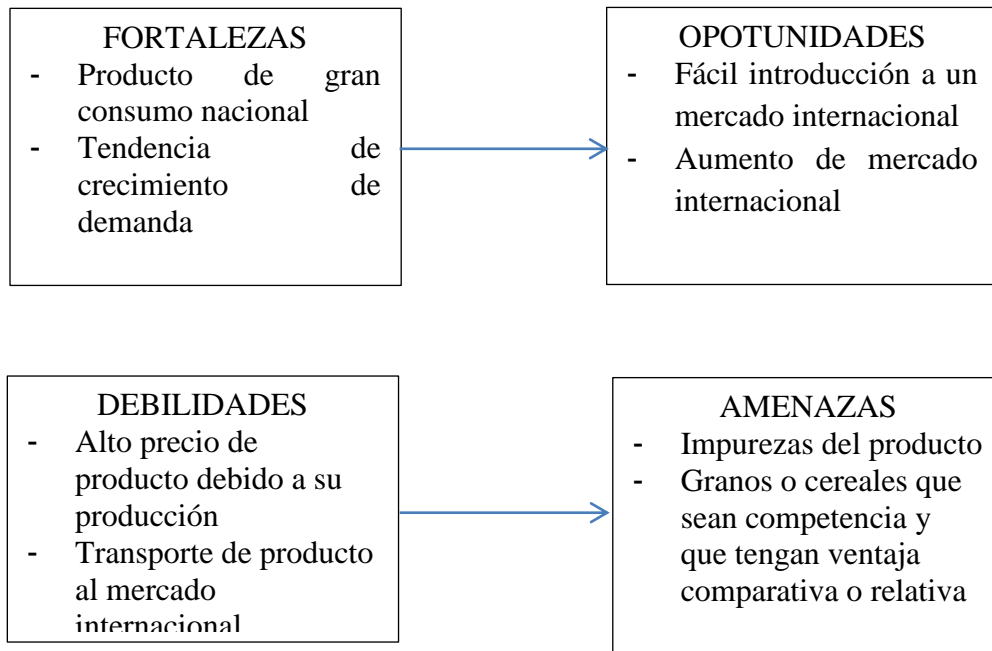 FORTALEZAS
- Producto de gran
consumo nacional
- Tendencia de
crecimiento de
demanda
OPOTUNIDADES
- Fácil introducción a un
mercado internacional
- Aumento de mercado
internacional
DEBILIDADES
- Alto precio de
producto debido a su
producción
- Transporte de producto
al mercado
internacional
AMENAZAS
- Impurezas del producto
- Granos o cereales que
sean competencia y
que tengan ventaja
comparativa o relativa